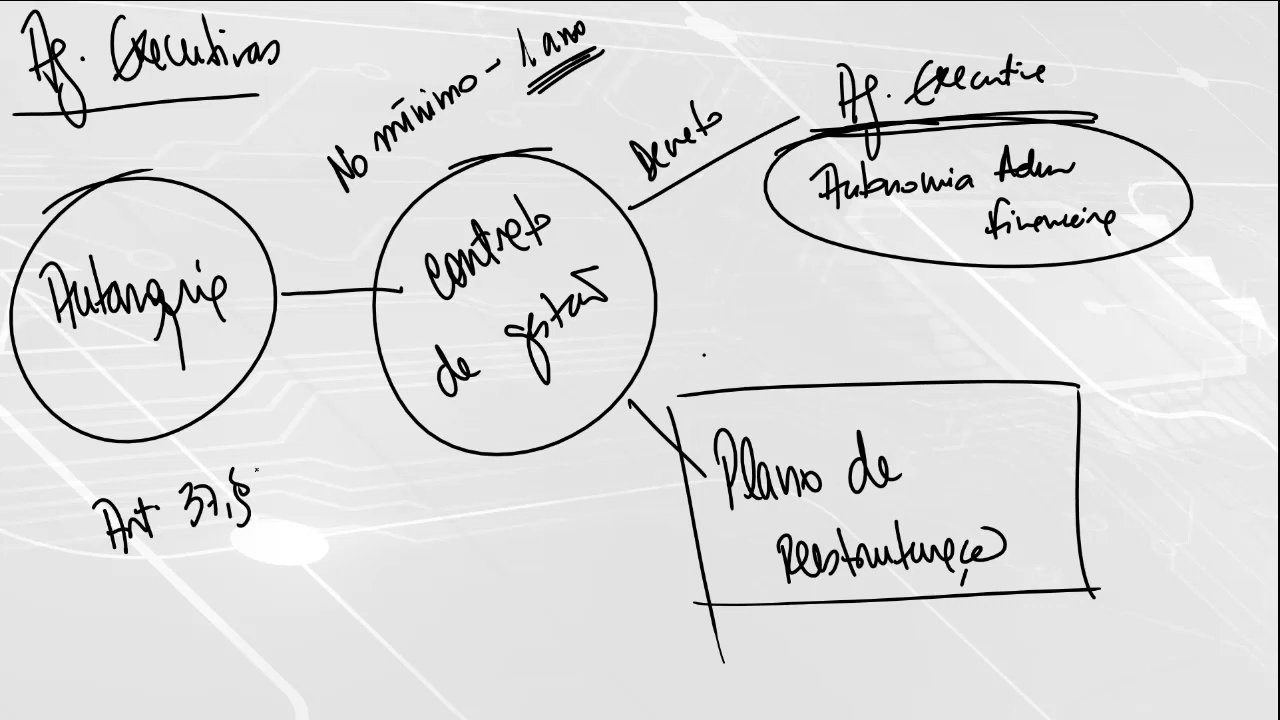 Ag. Executivas
No mínimo - 1 ano
Decreto
Ag. Executiva
Autonomia Adm
financeira
Autarquia
contrato
de gestão
Plano de
Reestruturação
Art 37, §